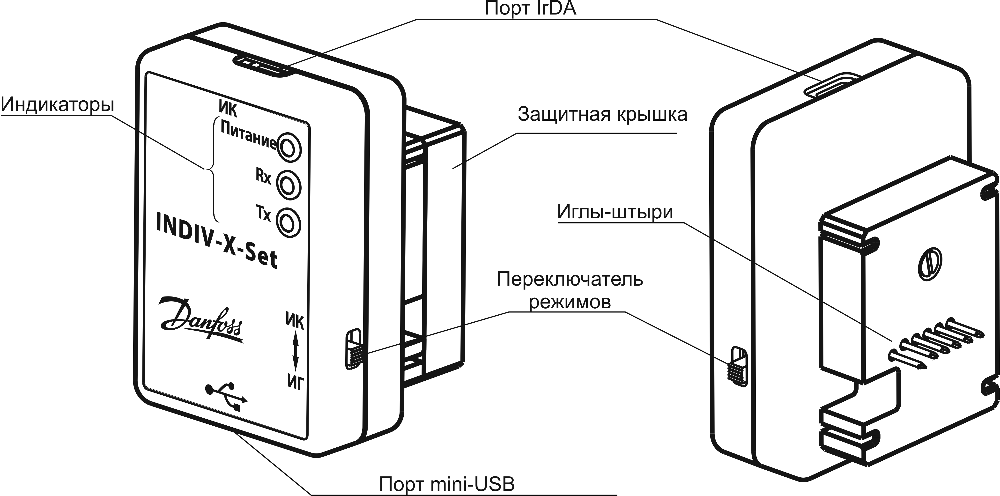 Порт IrDA
Индикаторы
ИК
Питание
Rx
Tx
INDIV-X-Set
Danfoss
ИК
ИГ
Защитная крышка
Иглы-штыри
Переключатель
режимов
Порт mini-USB